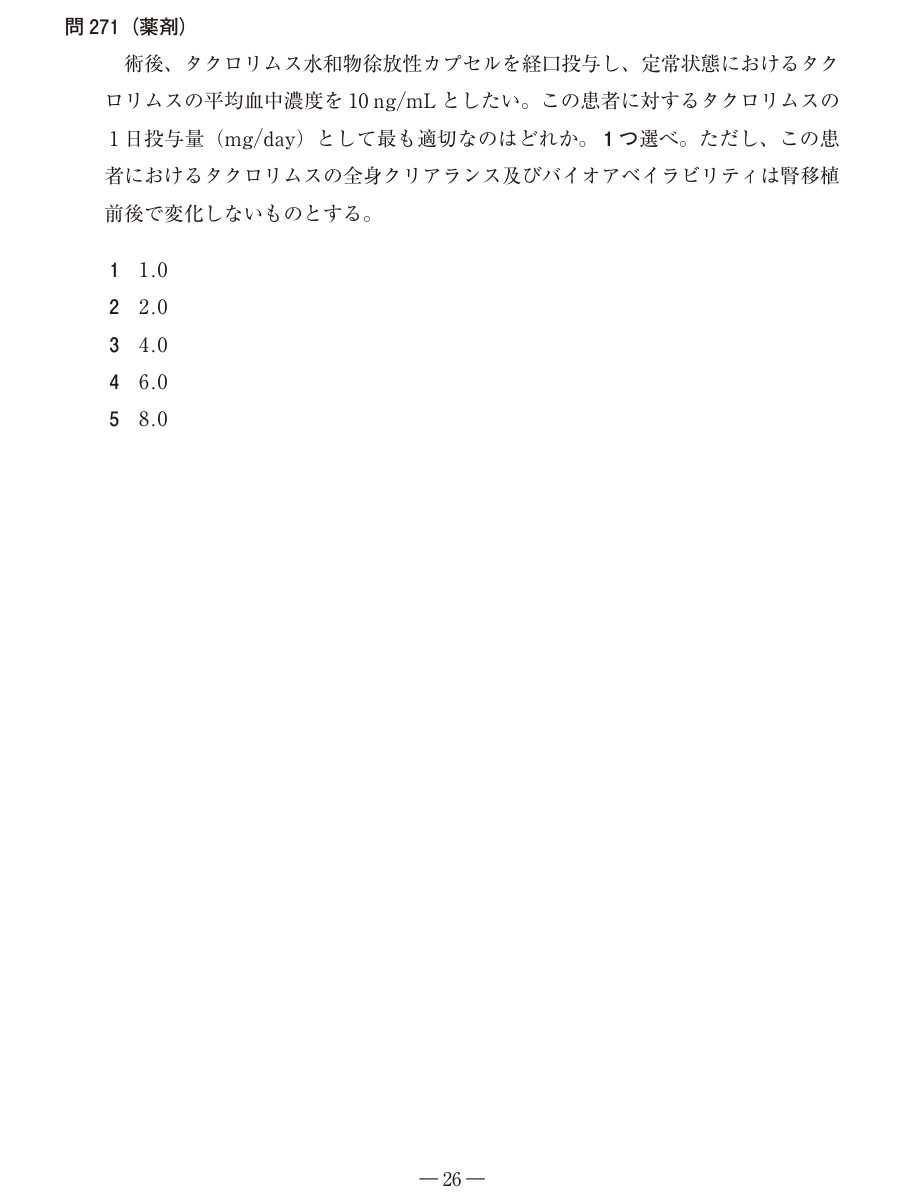 問 271（薬剤）
術後、タクロリムス水和物徐放性カプセルを経口投与し、定常状態におけるタク
ロリムスの平均血中濃度を 10 ng/mL としたい。この患者に対するタクロリムスの
１日投与量（mg/day）として最も適切なのはどれか。１つ選べ。ただし、この患
者におけるタクロリムスの全身クリアランス及びバイオアベイラビリティは腎移植
前後で変化しないものとする。
1 1.0
2 2.0
3 4.0
4 6.0
5 8.0
— 26 —